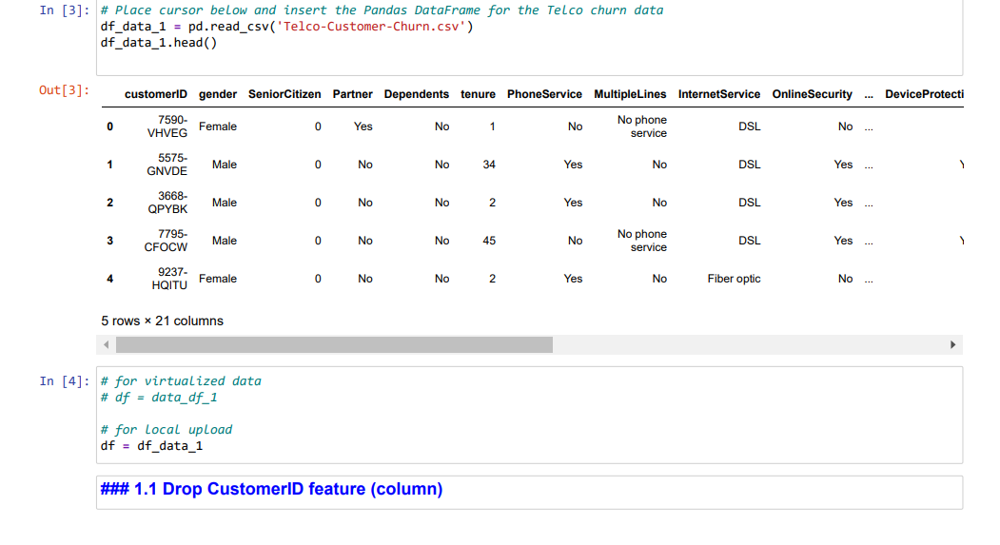 In [3]: # Place cursor below and insert the Pandas DataFrame for the Telco churn data
df_data_1 = pd.read_csv('Telco-Customer-Churn.csv')
df_data_1.head()
Out[3]:
customerID gender SeniorCitizen Partner Dependents tenure PhoneService MultipleLines InternetService OnlineSecurity ... DeviceProtecti
0 7590-VHVEG Female 0 Yes No 1 No No phone service DSL No ...
1 5575-GNVDE Male 0 No No 34 Yes No DSL Yes ...
2 3668-QPYBK Male 0 No No 2 Yes No DSL Yes ...
3 7795-CFOCW Male 0 No No 45 No No phone service DSL Yes ...
4 9237-HQITU Female 0 No No 2 Yes No Fiber optic No ...
5 rows × 21 columns
In [4]: # for virtualized data
# df = data_df_1
# for local upload
df = df_data_1
### 1.1 Drop CustomerID feature (column)